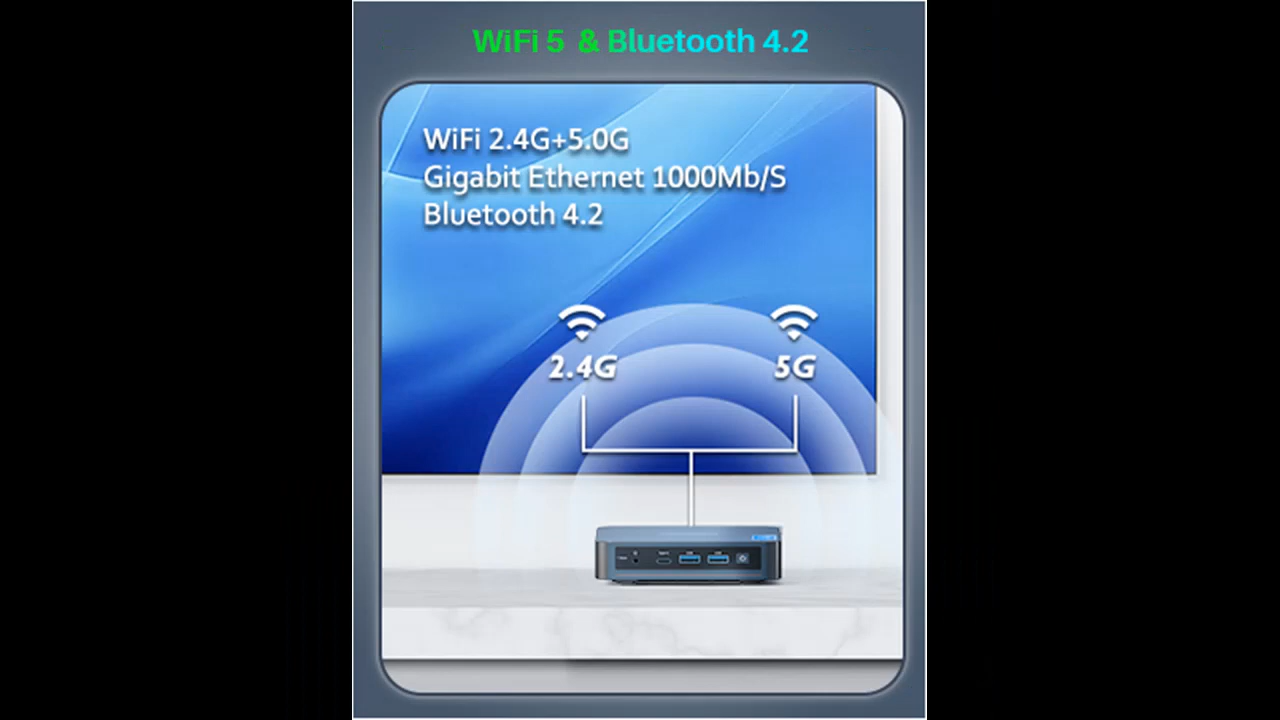 WiFi 5 & Bluetooth 4.2
WiFi 2.4G+5.0G
Gigabit Ethernet 1000Mb/S
Bluetooth 4.2
2.4G
5G